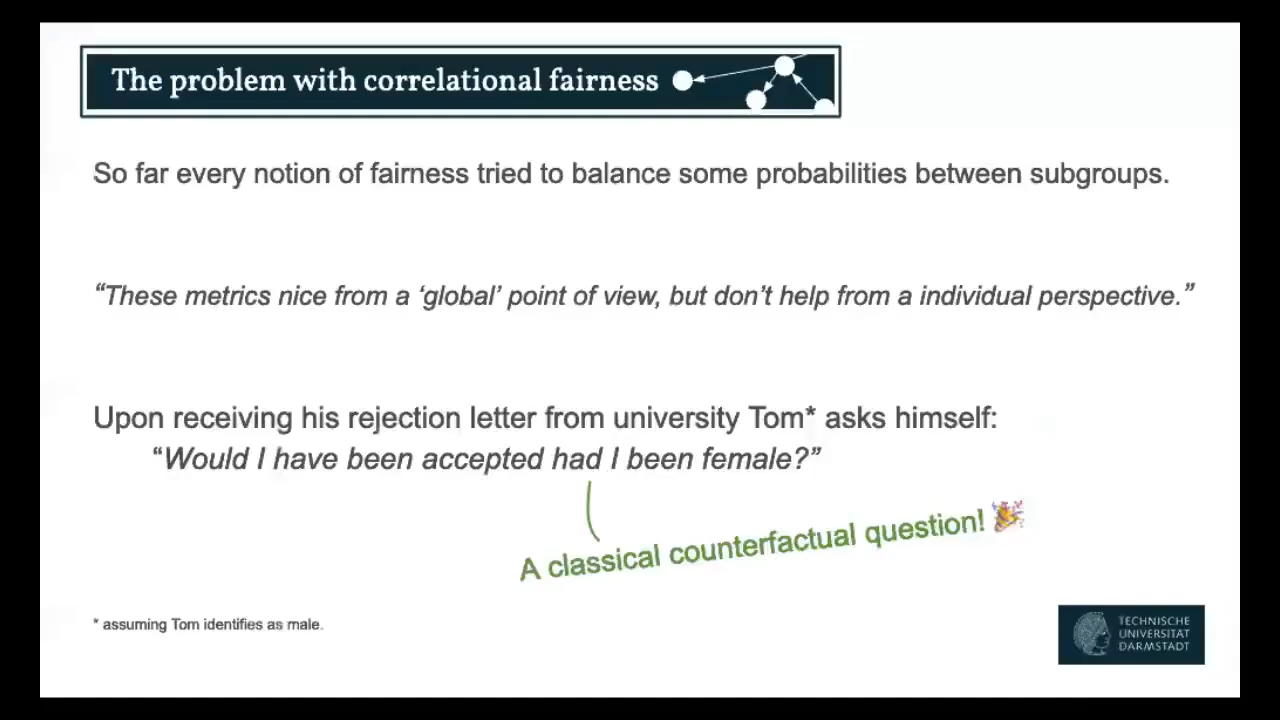 The problem with correlational fairness
So far every notion of fairness tried to balance some probabilities between subgroups.
“These metrics nice from a ‘global’ point of view, but don’t help from a individual perspective.”
Upon receiving his rejection letter from university Tom* asks himself:
“Would I have been accepted had I been female?”
A classical counterfactual question! 🎉
* assuming Tom identifies as male.
TECHNISCHE
UNIVERSITÄT
DARMSTADT